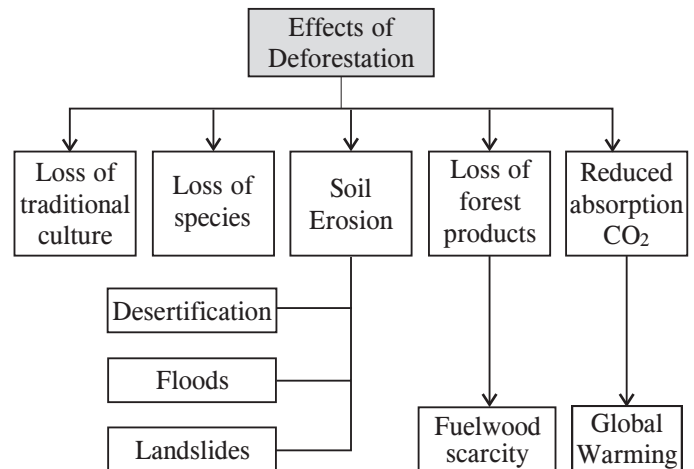 Effects of
Deforestation
Loss of
traditional
culture
Loss of
species
Soil
Erosion
Loss of
forest
products
Reduced
absorption
CO₂
Desertification
Floods
Landslides
Fuelwood
scarcity
Global
Warming